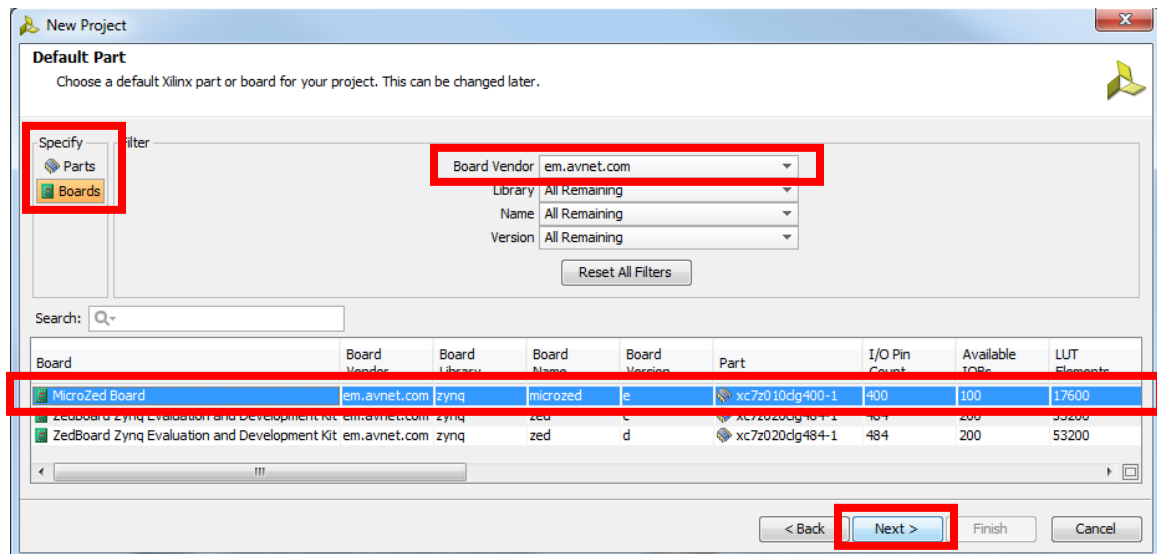 New Project
Default Part
Choose a default Xilinx part or board for your project. This can be changed later.
Specify
Filter
Parts
Boards
Board Vendor em.avnet.com
Library All Remaining
Name All Remaining
Version All Remaining
Reset All Filters
Search:
Board Board Vendor Board Library Board Name Board Version Part I/O Pin Count Available IOBs LUT Elements
MicroZed Board em.avnet.com zynq microzed e xc7z010clg400-1 400 100 17600
ZedBoard Zynq Evaluation and Development Kit em.avnet.com zynq zed c xc7z020clg484-1 484 200 53200
ZedBoard Zynq Evaluation and Development Kit em.avnet.com zynq zed d xc7z020clg484-1 484 200 53200
< Back Next > Finish Cancel